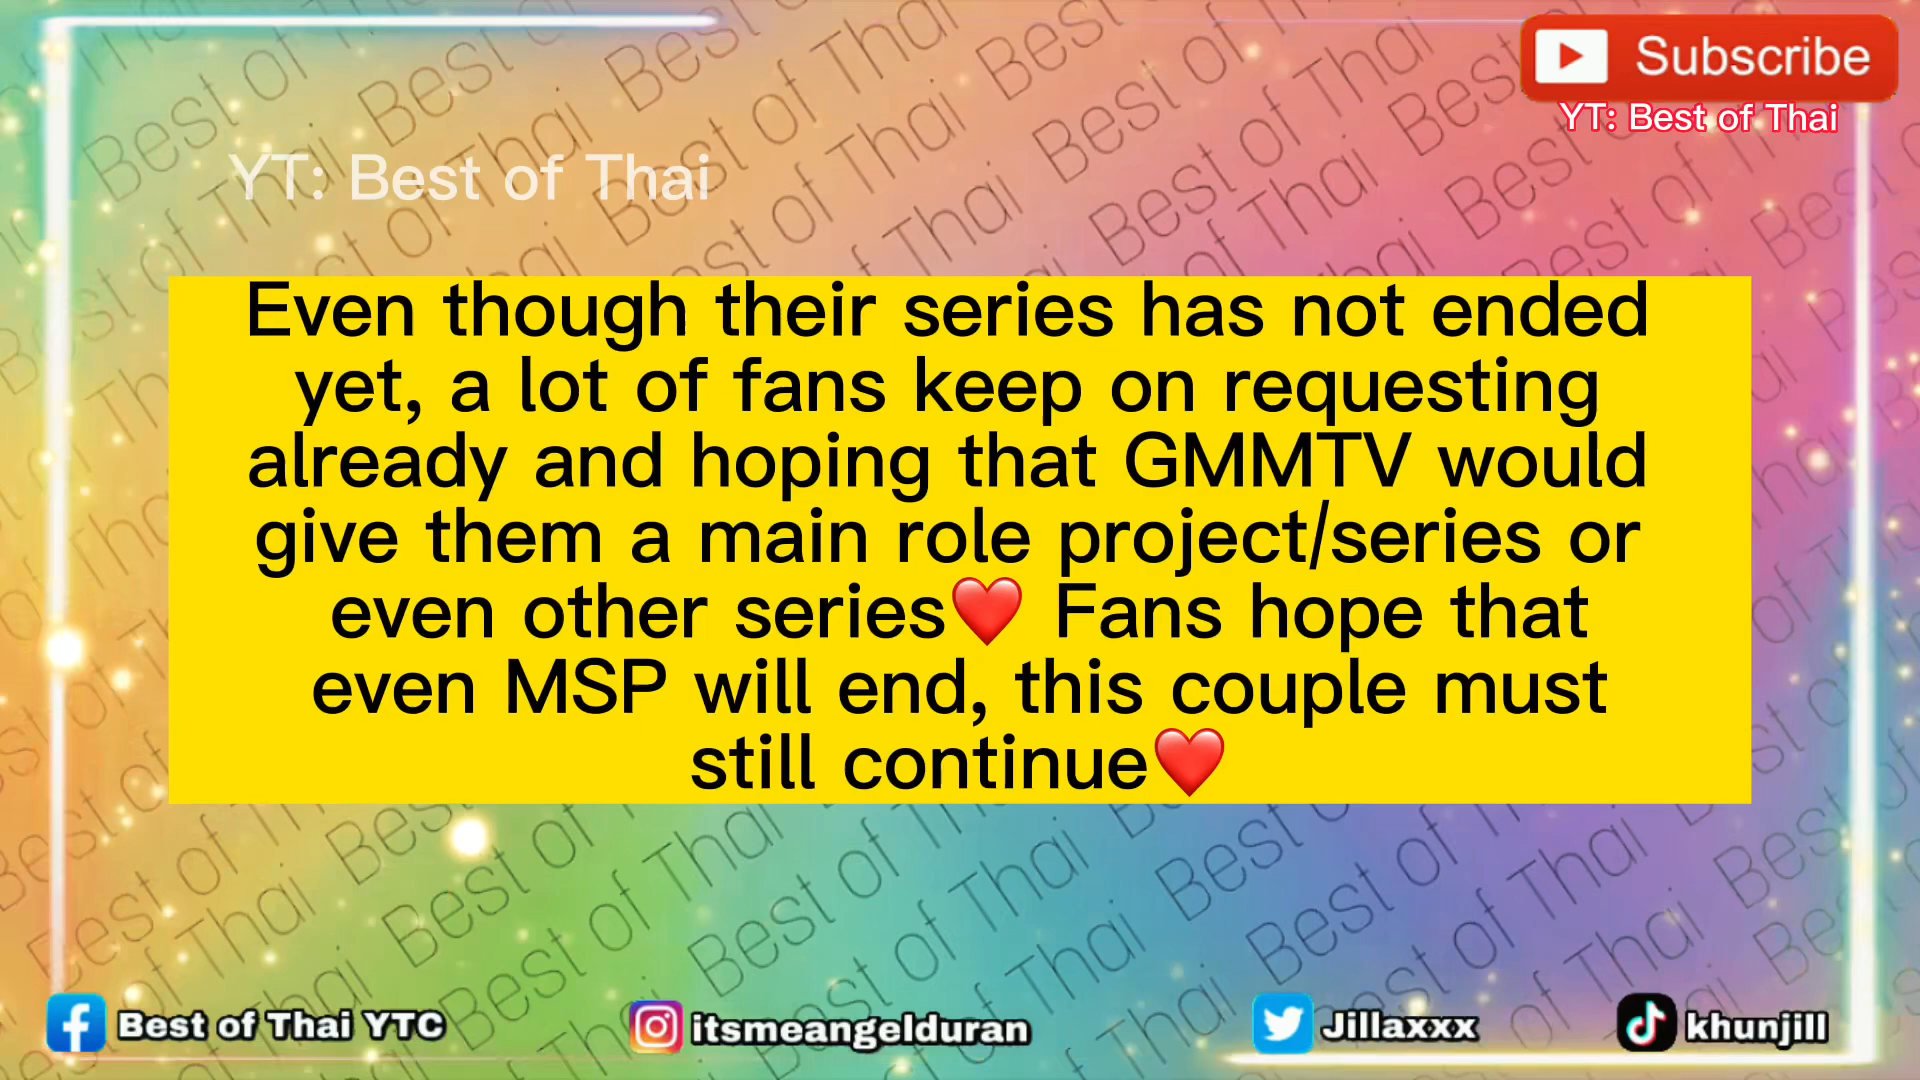 Subscribe
YT: Best of Thai
YT: Best of Thai
Even though their series has not ended
yet, a lot of fans keep on requesting
already and hoping that GMMTV would
give them a main role project/series or
even other series❤️ Fans hope that
even MSP will end, this couple must
still continue❤️
Best of Thai YTC
itsmeangelduran
Jillaxxx
khunjill